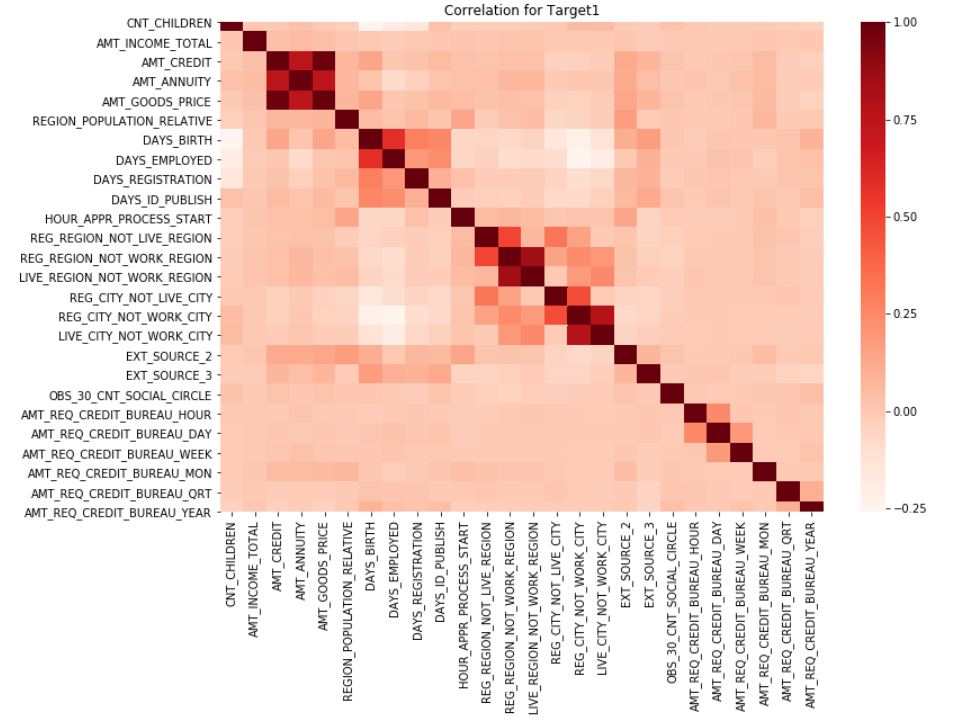 Correlation for Target1
CNT_CHILDREN
AMT_INCOME_TOTAL
AMT_CREDIT
AMT_ANNUITY
AMT_GOODS_PRICE
REGION_POPULATION_RELATIVE
DAYS_BIRTH
DAYS_EMPLOYED
DAYS_REGISTRATION
DAYS_ID_PUBLISH
HOUR_APPR_PROCESS_START
REG_REGION_NOT_LIVE_REGION
REG_REGION_NOT_WORK_REGION
LIVE_REGION_NOT_WORK_REGION
REG_CITY_NOT_LIVE_CITY
REG_CITY_NOT_WORK_CITY
LIVE_CITY_NOT_WORK_CITY
EXT_SOURCE_2
EXT_SOURCE_3
OBS_30_CNT_SOCIAL_CIRCLE
AMT_REQ_CREDIT_BUREAU_HOUR
AMT_REQ_CREDIT_BUREAU_DAY
AMT_REQ_CREDIT_BUREAU_WEEK
AMT_REQ_CREDIT_BUREAU_MON
AMT_REQ_CREDIT_BUREAU_QRT
AMT_REQ_CREDIT_BUREAU_YEAR
CNT_CHILDREN
AMT_INCOME_TOTAL
AMT_CREDIT
AMT_ANNUITY
AMT_GOODS_PRICE
REGION_POPULATION_RELATIVE
DAYS_BIRTH
DAYS_EMPLOYED
DAYS_REGISTRATION
DAYS_ID_PUBLISH
HOUR_APPR_PROCESS_START
REG_REGION_NOT_LIVE_REGION
REG_REGION_NOT_WORK_REGION
LIVE_REGION_NOT_WORK_REGION
REG_CITY_NOT_LIVE_CITY
REG_CITY_NOT_WORK_CITY
LIVE_CITY_NOT_WORK_CITY
EXT_SOURCE_2
EXT_SOURCE_3
OBS_30_CNT_SOCIAL_CIRCLE
AMT_REQ_CREDIT_BUREAU_HOUR
AMT_REQ_CREDIT_BUREAU_DAY
AMT_REQ_CREDIT_BUREAU_WEEK
AMT_REQ_CREDIT_BUREAU_MON
AMT_REQ_CREDIT_BUREAU_QRT
AMT_REQ_CREDIT_BUREAU_YEAR
1.00
0.75
0.50
0.25
0.00
−0.25